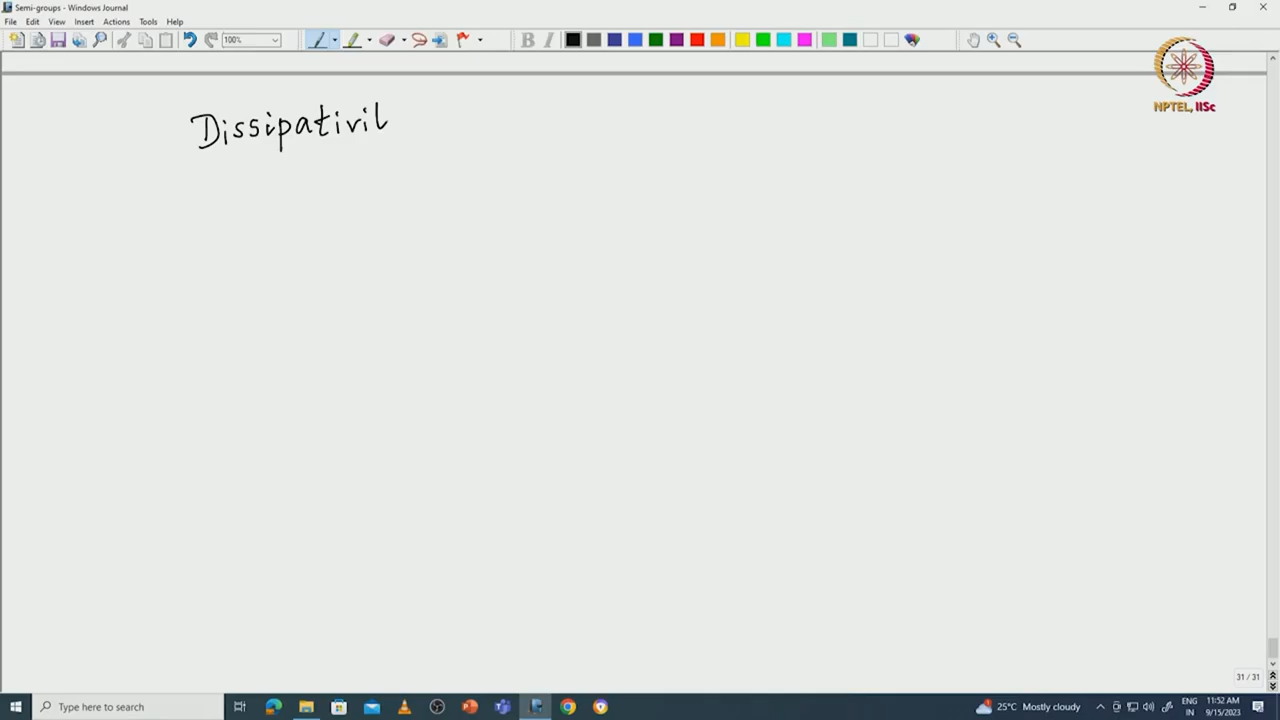 Semi-groups - Windows Journal
File Edit View Insert Actions Tools Help
100%
B I
NPTEL, IISc
Dissipativil
31 / 31
Type here to search
25°C Mostly cloudy
ENG
IN
11:52 AM
9/15/2023